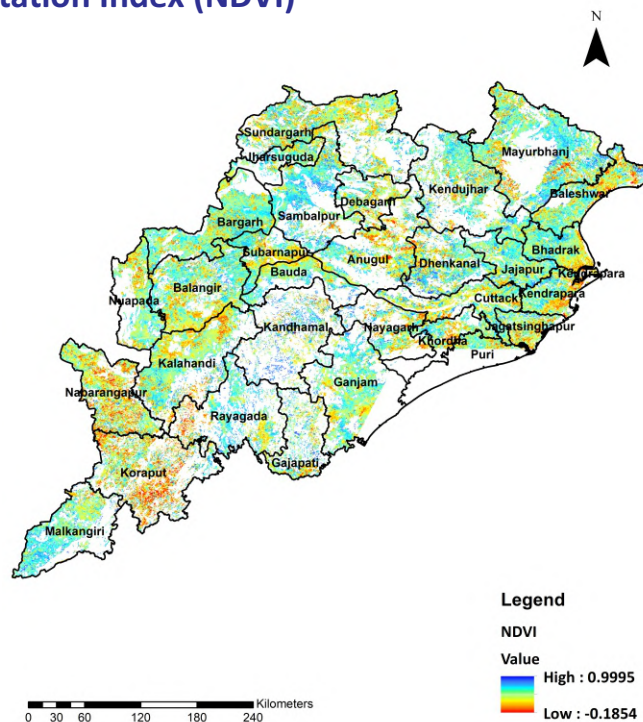 tation Index (NDVI)
N
Sundargarh
Jharsuguda
Mayurbhanj
Kendujhar
Baleshwar
Debagarh
Sambalpur
Bargarh
Bhadrak
Subarnapur
Anugul
Dhenkanal
Jajapur
Kendrapara
Bauda
Balangir
Nuapada
Cuttack
Kendrapara
Kandhamal
Nayagarh
Jagatsinghapur
Khordha
Puri
Kalahandi
Ganjam
Nabarangapur
Rayagada
Gajapati
Koraput
Malkangiri
Legend
NDVI
Value
High : 0.9995
Low : -0.1854
Kilometers
0 15 30 60 120 180 240